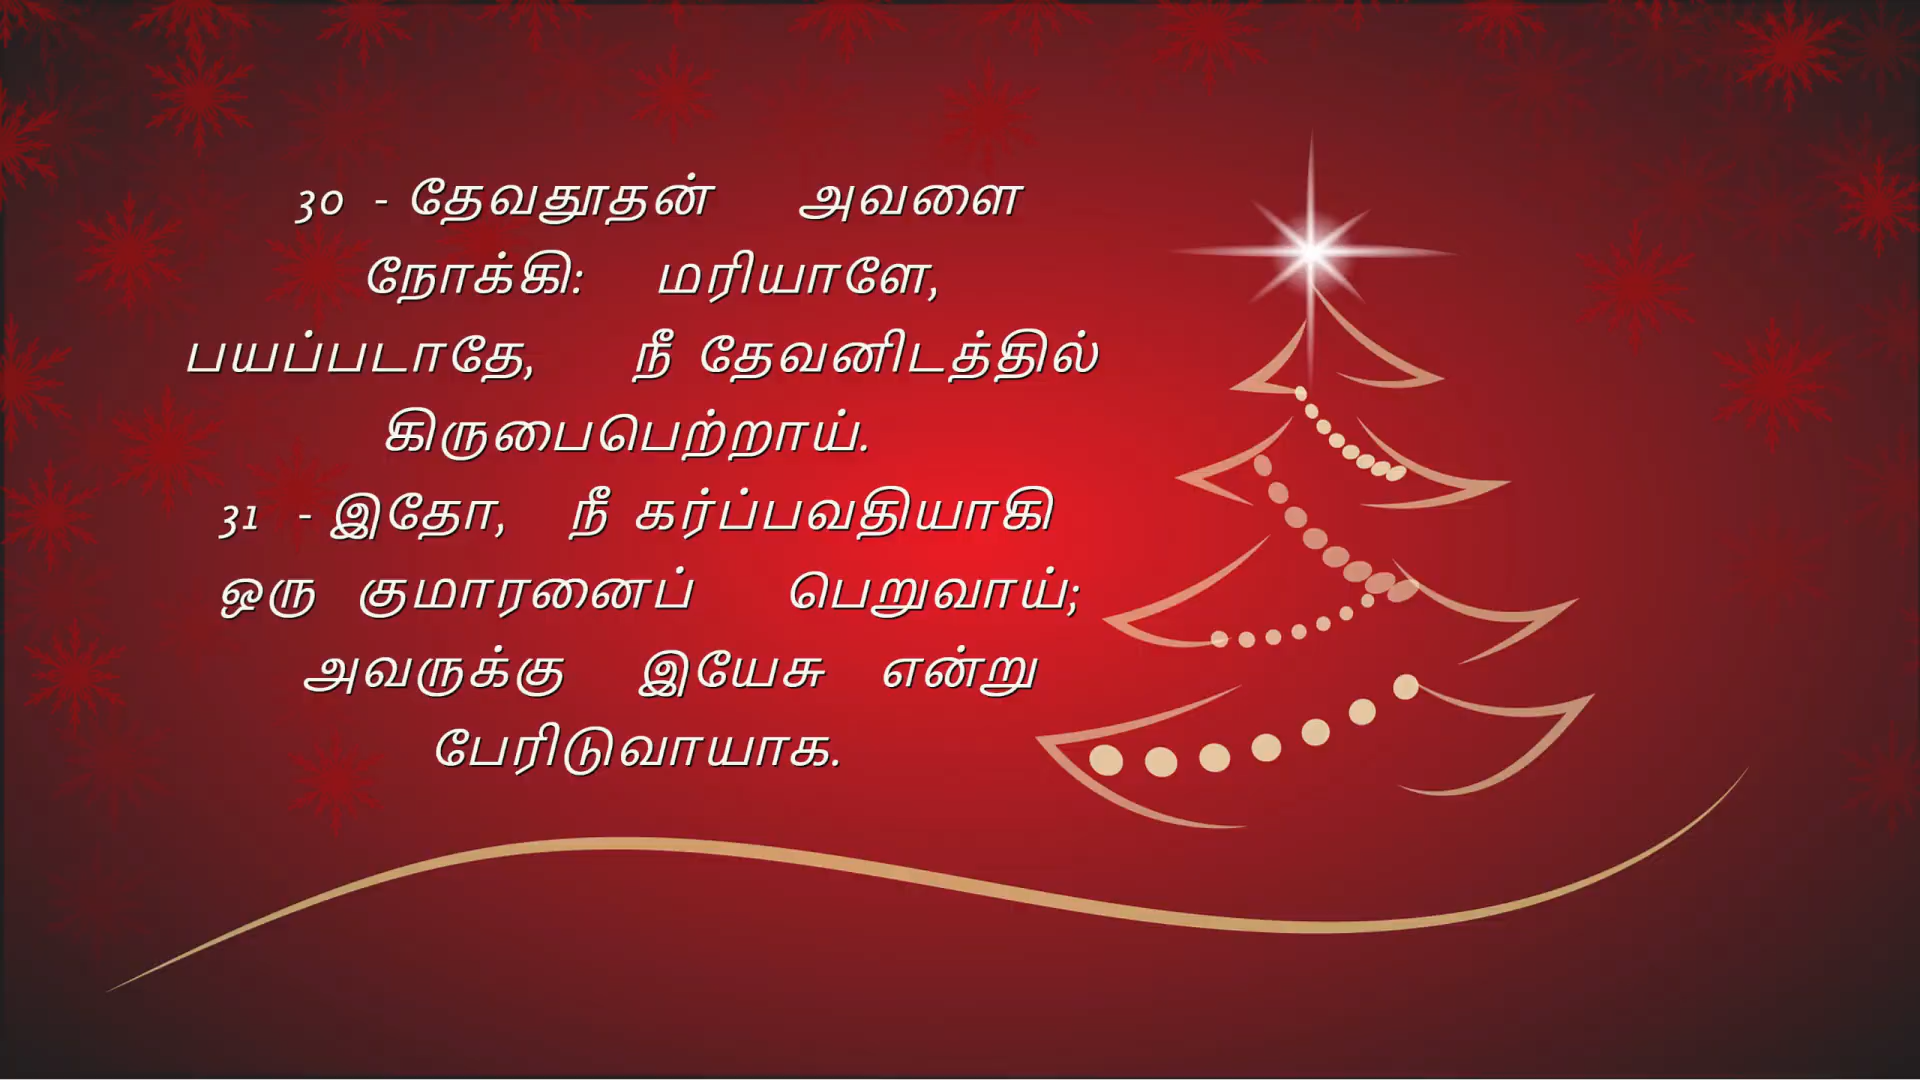 30 - தேவதூதன் அவளை
நோக்கி: மரியாளே,
பயப்படாதே, நீ தேவனிடத்தில்
கிருபைபெற்றாய்.
31 - இதோ, நீ கர்ப்பவதியாகி
ஒரு குமாரனைப் பெறுவாய்;
அவருக்கு இயேசு என்று
பேரிடுவாயாக.